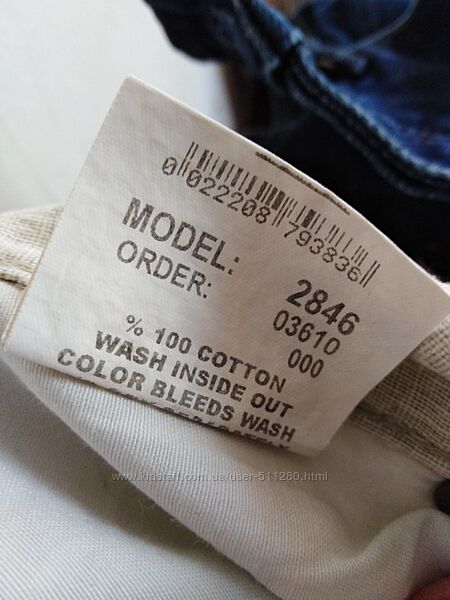 0 022208 793836
MODEL: 2846
ORDER: 03610
000
% 100 COTTON
WASH INSIDE OUT
COLOR BLEEDS WASH
www.kidstaff.com.ua/user-511280.html